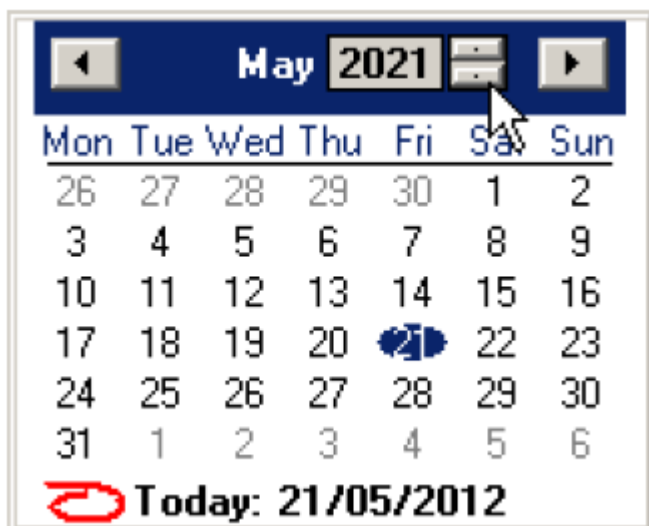 May 2021
Mon Tue Wed Thu Fri Sat Sun
26 27 28 29 30 1 2
3 4 5 6 7 8 9
10 11 12 13 14 15 16
17 18 19 20 21 22 23
24 25 26 27 28 29 30
31 1 2 3 4 5 6
Today: 21/05/2012